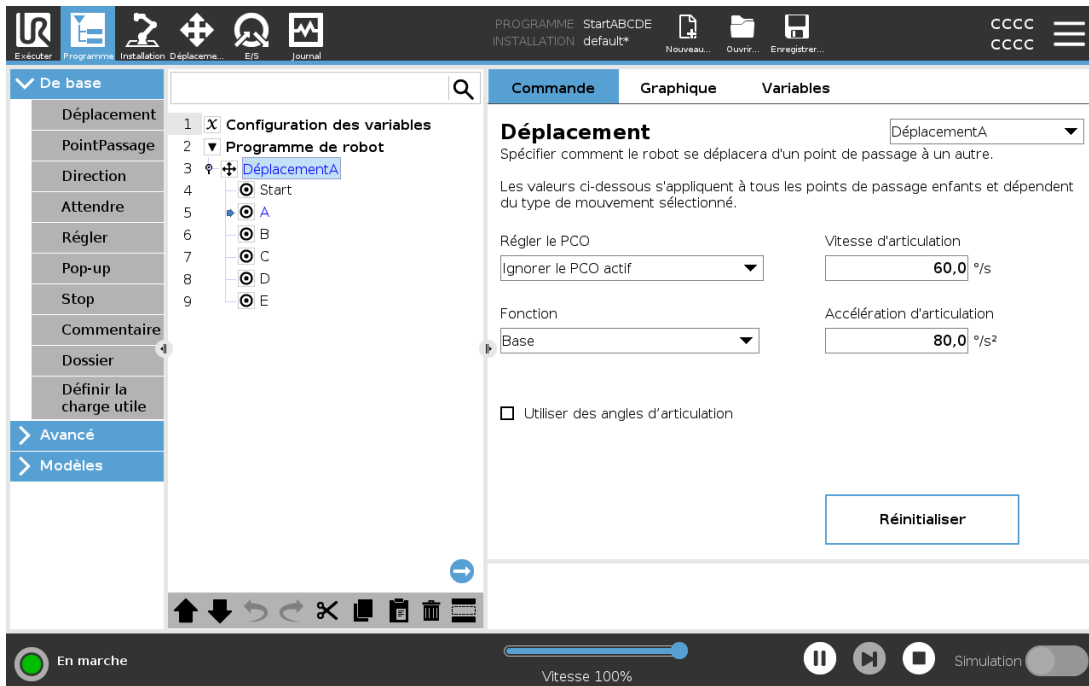 PROGRAMME StartABCDE
INSTALLATION default*
CCCC
CCCC
Exécuter Programme Installation Déplaceme... E/S Journal
Nouveau... Ouvrir... Enregistrer...
De base
Déplacement
PointPassage
Direction
Attendre
Régler
Pop-up
Stop
Commentaire
Dossier
Définir la
charge utile
Avancé
Modèles
1 X Configuration des variables
2 Programme de robot
3 DéplacementA
4 Start
5 A
6 B
7 C
8 D
9 E
Commande Graphique Variables
Déplacement
DéplacementA
Spécifier comment le robot se déplacera d'un point de passage à un autre.
Les valeurs ci-dessous s'appliquent à tous les points de passage enfants et dépendent
du type de mouvement sélectionné.
Régler le PCO
Vitesse d'articulation
Ignorer le PCO actif
60,0 °/s
Fonction
Accélération d'articulation
Base
80,0 °/s²
Utiliser des angles d’articulation
Réinitialiser
En marche
Vitesse 100%
Simulation